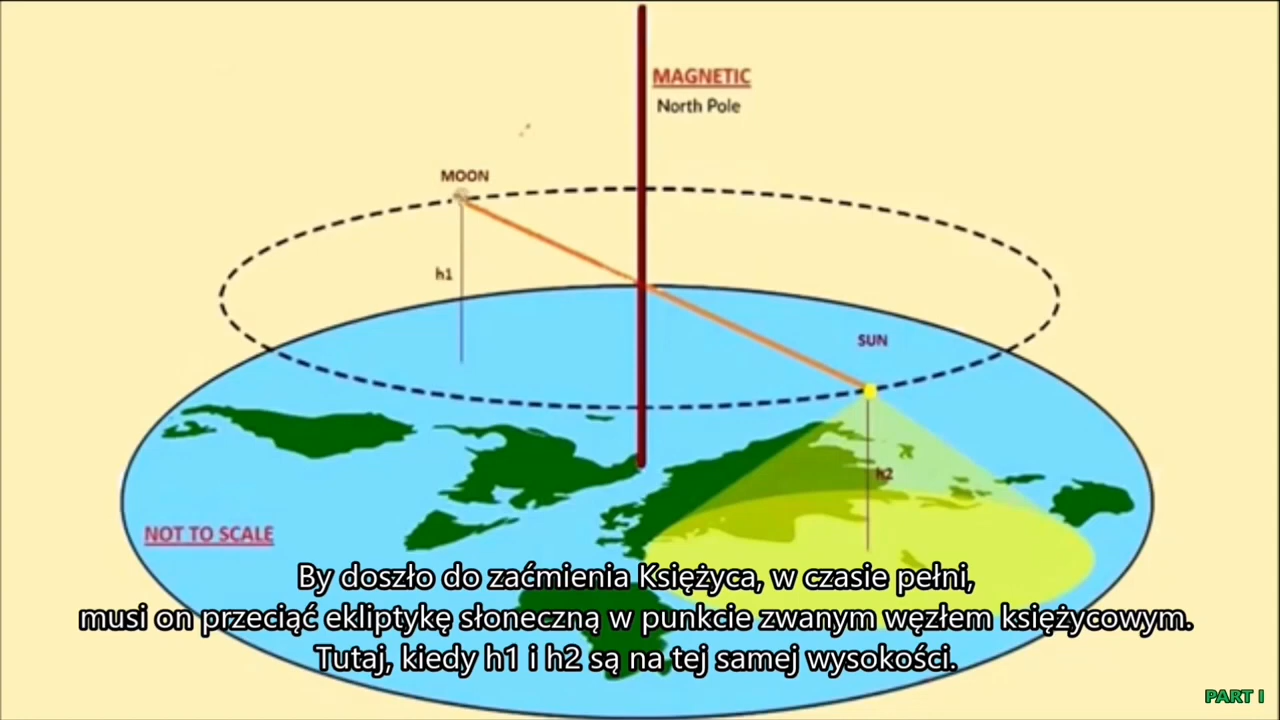 MAGNETIC
North Pole
MOON
h1
SUN
h2
NOT TO SCALE
By doszło do zaćmienia Księżyca, w czasie pełni,
musi on przeciąć ekliptykę słoneczną w punkcie zwanym węzłem księżycowym.
Tutaj, kiedy h1 i h2 są na tej samej wysokości.
PART I